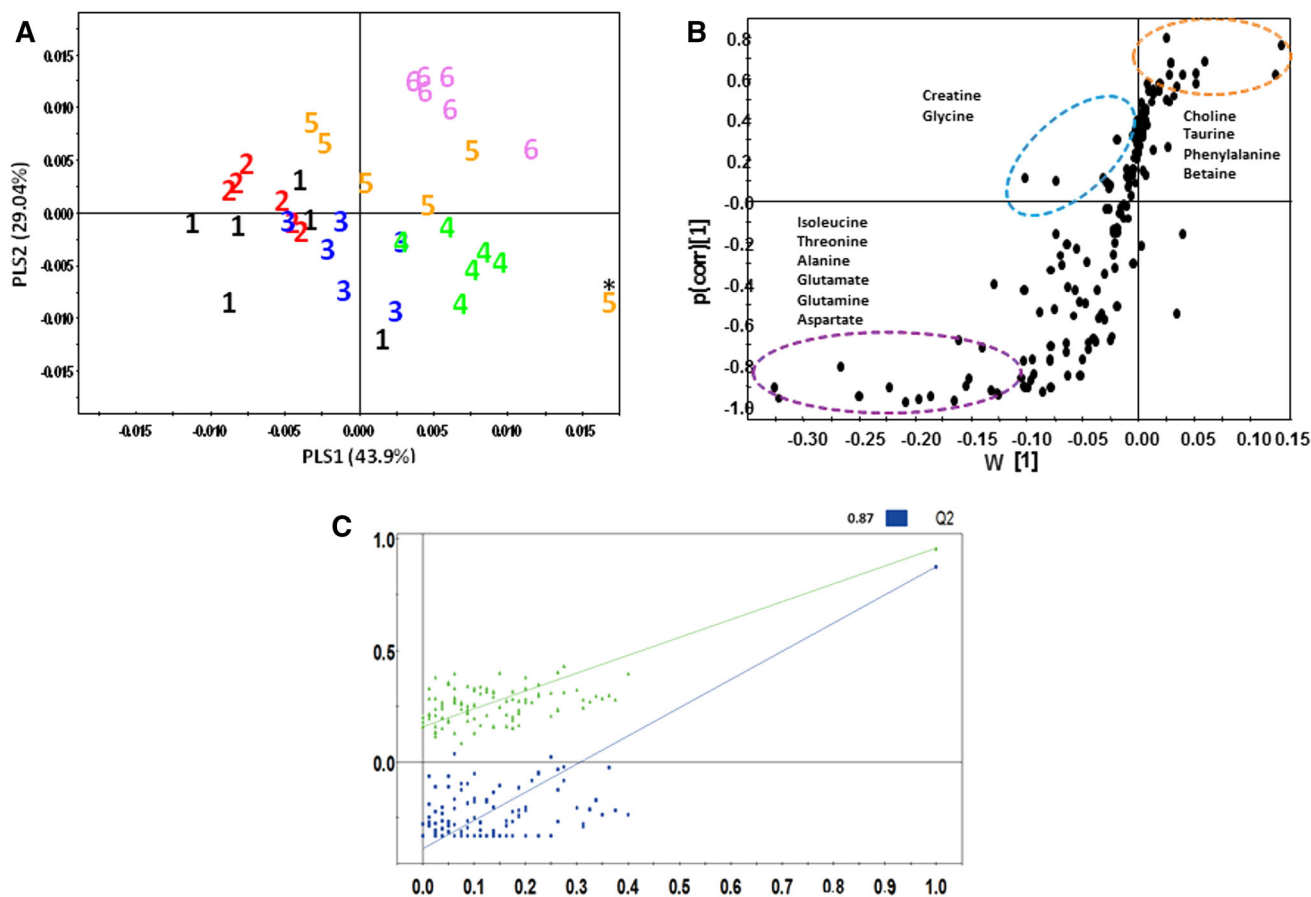 A
0.015
0.010
0.005
0.000
-0.005
-0.010
-0.015
PLS2 (29.04%)
6 6 6
6 6
6
6
5
5
5
5
5
*
5
2
2
2
2
2
2
1
1
1
1
1
1
3
3
3
3
3
3
3
4
4
4
4
4
4
-0.015 -0.010 -0.005 0.000 0.005 0.010 0.015
PLS1 (43.9%)
B
0.8
0.6
0.4
0.2
-0.0
-0.2
-0.4
-0.6
-0.8
-1.0
p(corr)[1]
Creatine
Glycine
Choline
Taurine
Phenylalanine
Betaine
Isoleucine
Threonine
Alanine
Glutamate
Glutamine
Aspartate
-0.30 -0.25 -0.20 -0.15 -0.10 -0.05 0.00 0.05 0.10 0.15
W [1]
C
0.87 Q2
1.0
0.5
0.0
0.0 0.1 0.2 0.3 0.4 0.5 0.6 0.7 0.8 0.9 1.0